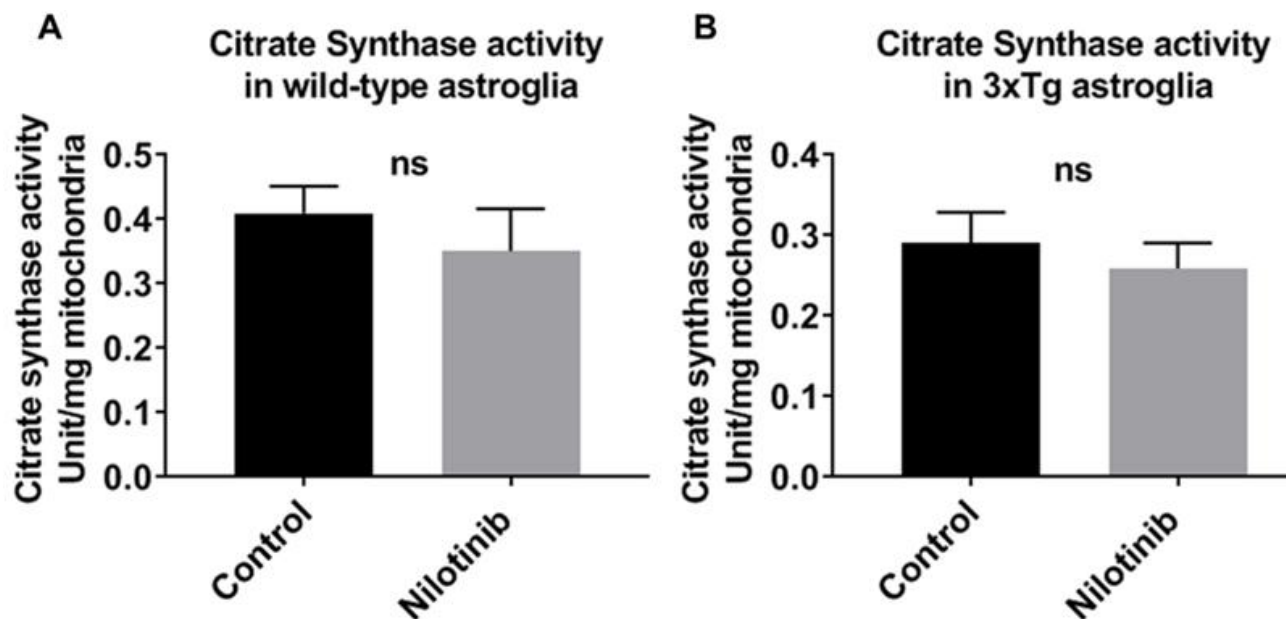 A
Citrate Synthase activity
in wild-type astroglia
Citrate synthase activity
Unit/mg mitochondria
0.5
0.4
0.3
0.2
0.1
0.0
ns
Control
Nilotinib
B
Citrate Synthase activity
in 3xTg astroglia
Citrate synthase activity
Unit/mg mitochondria
0.4
0.3
0.2
0.1
0.0
ns
Control
Nilotinib